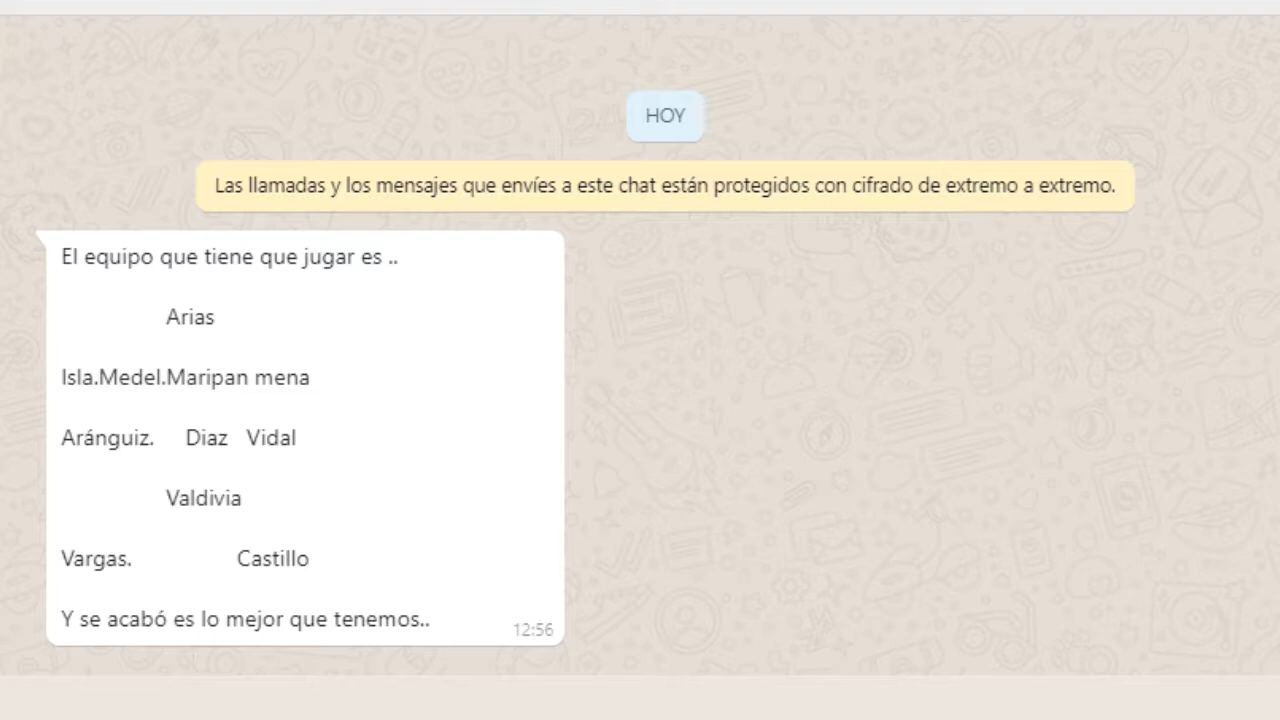 HOY
Las llamadas y los mensajes que envíes a este chat están protegidos con cifrado de extremo a extremo.
El equipo que tiene que jugar es ..
Arias
Isla.Medel.Maripan mena
Aránguiz. Diaz Vidal
Valdivia
Vargas. Castillo
Y se acabó es lo mejor que tenemos..
12:56